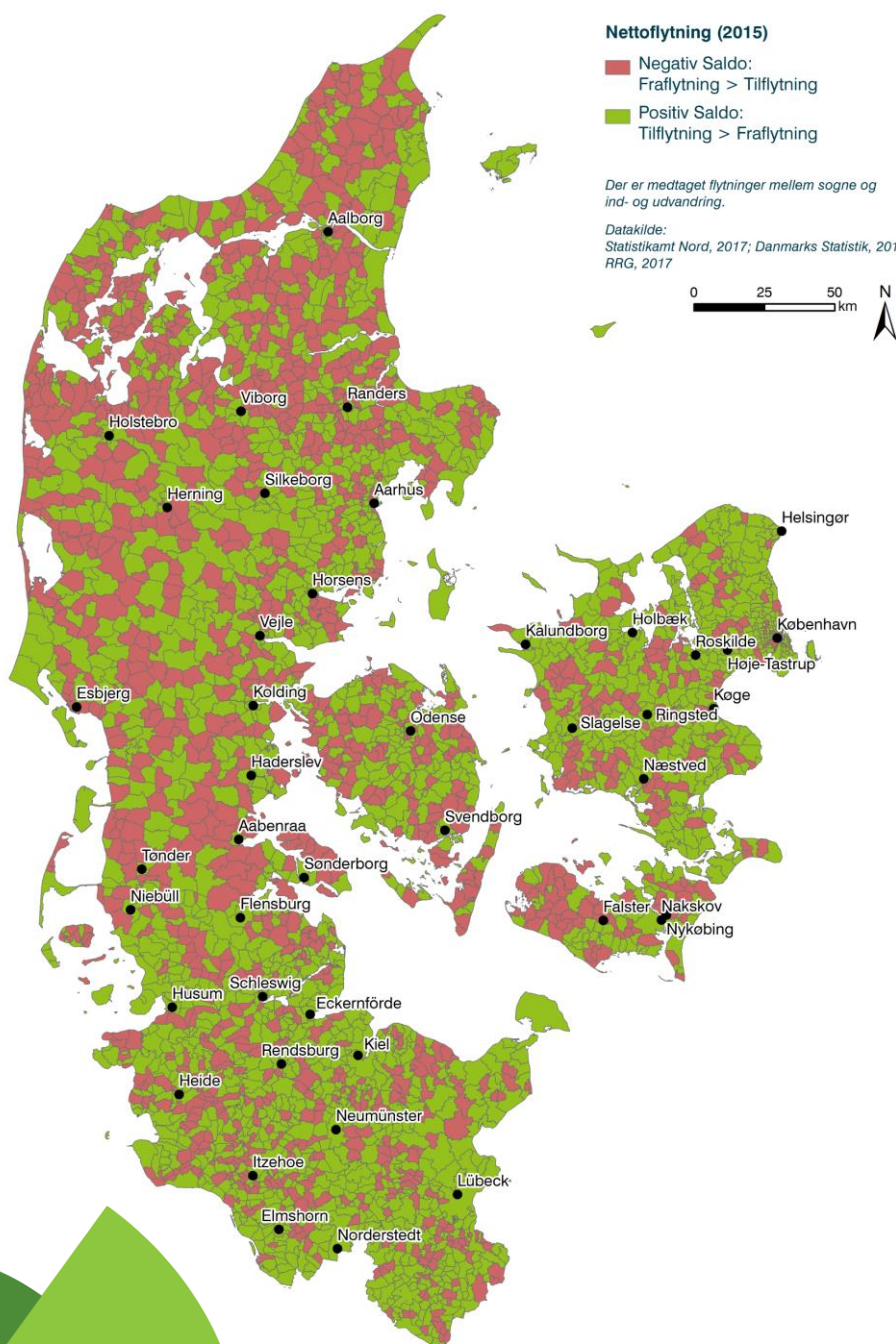 Nettoflytning (2015)
Negativ Saldo:
Fraflytning > Tilflytning
Positiv Saldo:
Tilflytning > Fraflytning
Der er medtaget flytninger mellem sogne og
ind- og udvandring.
Datakilde:
Statistikamt Nord, 2017; Danmarks Statistik, 201
RRG, 2017
0 25 50 km
N
Aalborg
Viborg
Randers
Holstebro
Silkeborg
Herning
Aarhus
Helsingør
Horsens
Vejle
Kalundborg
Holbæk
København
Roskilde
Høje-Tastrup
Esbjerg
Kolding
Odense
Køge
Ringsted
Slagelse
Haderslev
Næstved
Svendborg
Aabenraa
Tønder
Sønderborg
Niebüll
Flensburg
Falster
Nakskov
Nykøbing
Schleswig
Husum
Eckernförde
Rendsburg
Kiel
Heide
Neumünster
Itzehoe
Lübeck
Elmshorn
Norderstedt